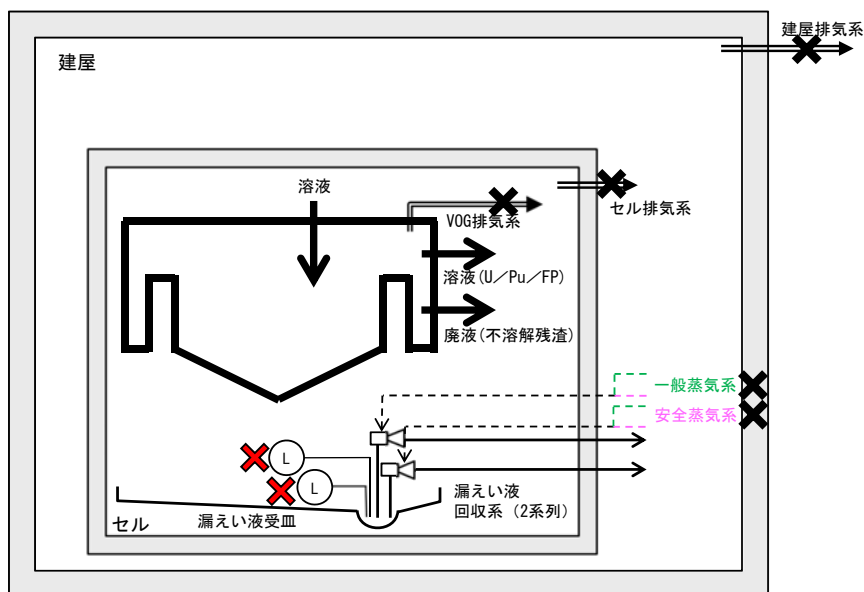 建屋排気系
建屋
溶液
VOG排気系
セル排気系
溶液(U／Pu／FP)
廃液(不溶解残渣)
一般蒸気系
安全蒸気系
L
L
漏えい液
回収系（2系列）
漏えい液受皿
セル